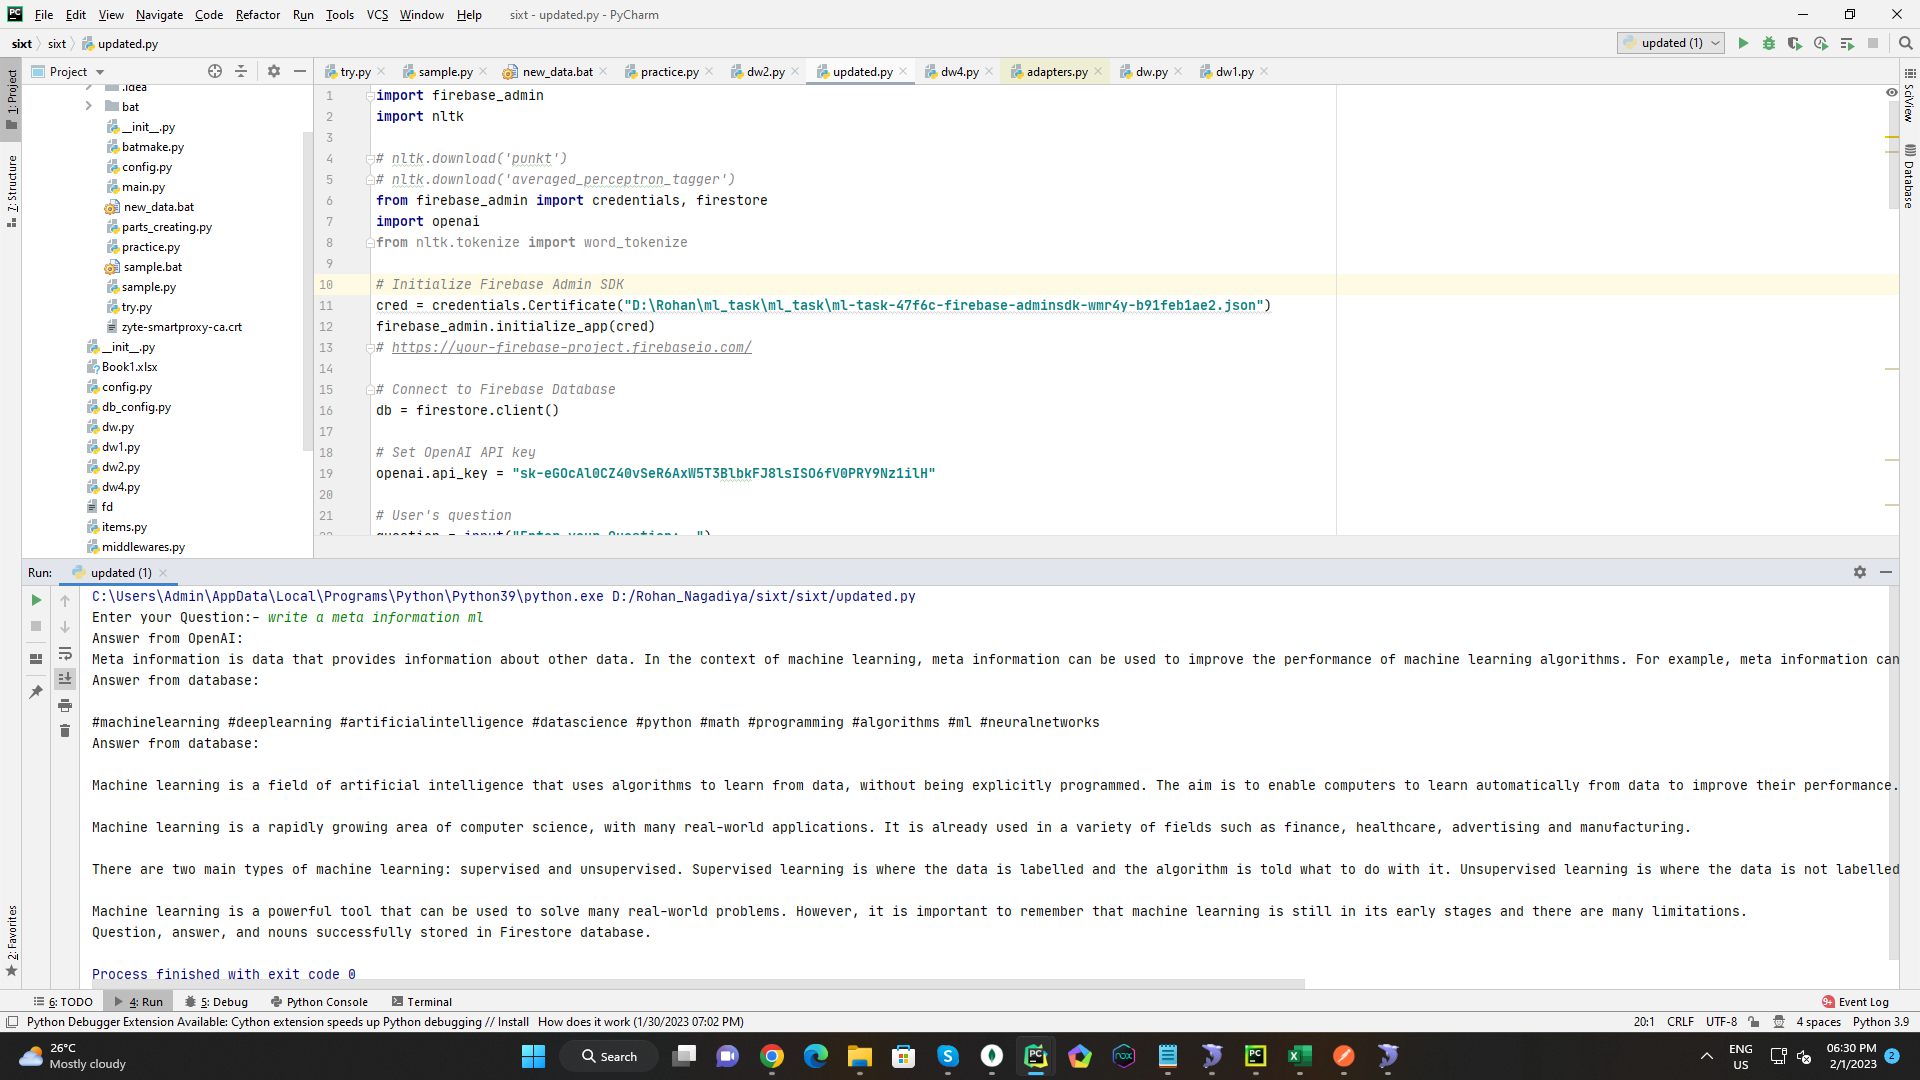 File Edit View Navigate Code Refactor Run Tools VCS Window Help sixt - updated.py - PyCharm
sixt sixt updated.py
updated (1)
Project
try.py sample.py new_data.bat practice.py dw2.py updated.py dw4.py adapters.py dw.py dw1.py
1: Project
7: Structure
2: Favorites
SciView
Database
.idea
bat
__init__.py
batmake.py
config.py
main.py
new_data.bat
parts_creating.py
practice.py
sample.bat
sample.py
try.py
zyte-smartproxy-ca.crt
__init__.py
Book1.xlsx
config.py
db_config.py
dw.py
dw1.py
dw2.py
dw4.py
fd
items.py
middlewares.py
1 import firebase_admin
2 import nltk
3
4 # nltk.download('punkt')
5 # nltk.download('averaged_perceptron_tagger')
6 from firebase_admin import credentials, firestore
7 import openai
8 from nltk.tokenize import word_tokenize
9
10 # Initialize Firebase Admin SDK
11 cred = credentials.Certificate("D:\Rohan\ml_task\ml_task\ml-task-47f6c-firebase-adminsdk-wmr4y-b91feb1ae2.json")
12 firebase_admin.initialize_app(cred)
13 # https://your-firebase-project.firebaseio.com/
14
15 # Connect to Firebase Database
16 db = firestore.client()
17
18 # Set OpenAI API key
19 openai.api_key = "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"
20
21 # User's question
22 question = input("Enter your Question:- ")
Run: updated (1)
C:\Users\Admin\AppData\Local\Programs\Python\Python39\python.exe D:/Rohan_Nagadiya/sixt/sixt/updated.py
Enter your Question:- write a meta information ml
Answer from OpenAI:
Meta information is data that provides information about other data. In the context of machine learning, meta information can be used to improve the performance of machine learning algorithms. For example, meta information can
Answer from database:
#machinelearning #deeplearning #artificialintelligence #datascience #python #math #programming #algorithms #ml #neuralnetworks
Answer from database:
Machine learning is a field of artificial intelligence that uses algorithms to learn from data, without being explicitly programmed. The aim is to enable computers to learn automatically from data to improve their performance.
Machine learning is a rapidly growing area of computer science, with many real-world applications. It is already used in a variety of fields such as finance, healthcare, advertising and manufacturing.
There are two main types of machine learning: supervised and unsupervised. Supervised learning is where the data is labelled and the algorithm is told what to do with it. Unsupervised learning is where the data is not labelled
Machine learning is a powerful tool that can be used to solve many real-world problems. However, it is important to remember that machine learning is still in its early stages and there are many limitations.
Question, answer, and nouns successfully stored in Firestore database.
Process finished with exit code 0
6: TODO 4: Run 5: Debug Python Console Terminal 9+ Event Log
Python Debugger Extension Available: Cython extension speeds up Python debugging // Install How does it work (1/30/2023 07:02 PM) 20:1 CRLF UTF-8 4 spaces Python 3.9
26°C
Mostly cloudy
Search
ENG
US
06:30 PM
2/1/2023
2